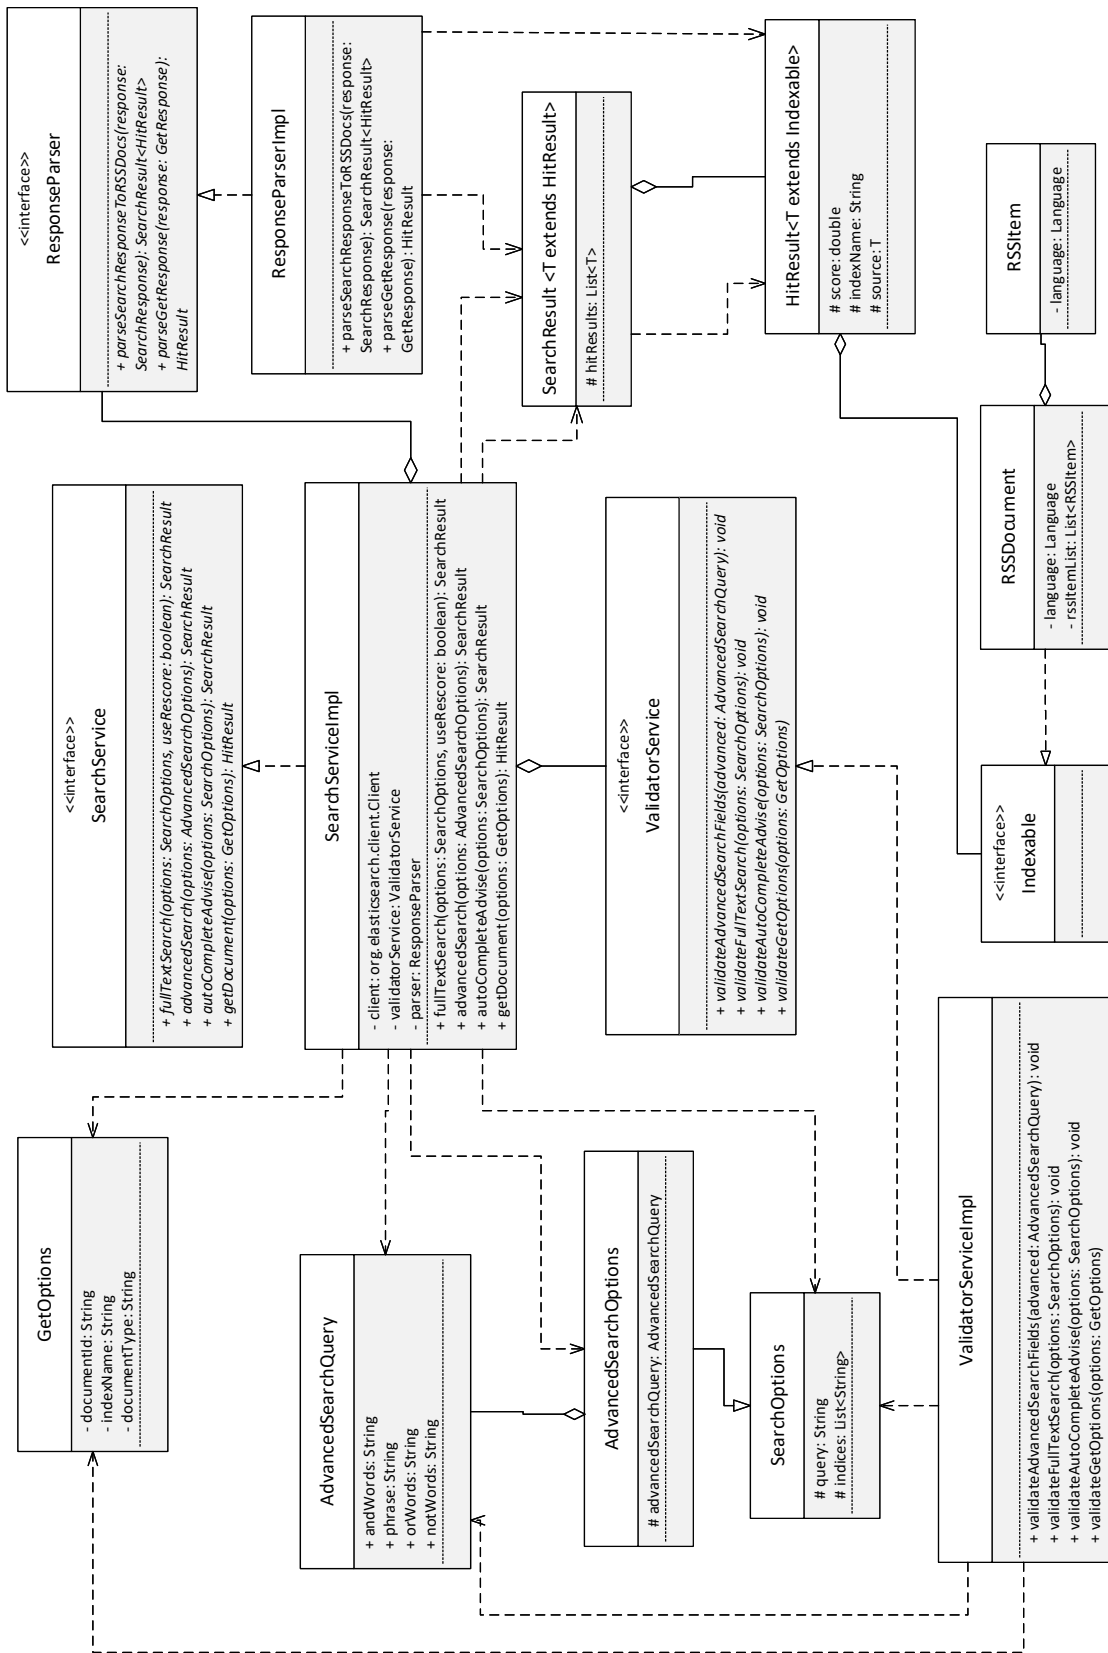 <<interface>>
ResponseParser
+ parseSearchResponseToRSSDocs(response:
SearchResponse): SearchResult<HitResult>
+ parseGetResponse(response: GetResponse):
HitResult
ResponseParserImpl
+ parseSearchResponseToRSSDocs(response:
SearchResponse): SearchResult<HitResult>
+ parseGetResponse(response:
GetResponse): HitResult
SearchResult <T extends HitResult>
# hitResults: List<T>
HitResult<T extends Indexable>
# score: double
# indexName: String
# source: T
RSSItem
- language: Language
<<interface>>
SearchService
+ fullTextSearch(options: SearchOptions, useRescore: boolean): SearchResult
+ advancedSearch(options: AdvancedSearchOptions): SearchResult
+ autoCompleteAdvise(options: SearchOptions): SearchResult
+ getDocument(options: GetOptions): HitResult
SearchServiceImpl
- client: org.elasticsearch.client.Client
- validatorService: ValidatorService
- parser: ResponseParser
+ fullTextSearch(options: SearchOptions, useRescore: boolean): SearchResult
+ advancedSearch(options: AdvancedSearchOptions): SearchResult
+ autoCompleteAdvise(options: SearchOptions): SearchResult
+ getDocument(options: GetOptions): HitResult
<<interface>>
ValidatorService
+ validateAdvancedSearchFields(advanced: AdvancedSearchQuery): void
+ validateFullTextSearch(options: SearchOptions): void
+ validateAutoCompleteAdvise(options: SearchOptions): void
+ validateGetOptions(options: GetOptions)
RSSDocument
- language: Language
- rssItemList: List<RSSItem>
<<interface>>
Indexable
GetOptions
- documentId: String
- indexName: String
- documentType: String
AdvancedSearchQuery
+ andWords: String
+ phrase: String
+ orWords: String
+ notWords: String
AdvancedSearchOptions
# advancedSearchQuery: AdvancedSearchQuery
SearchOptions
# query: String
# indices: List<String>
ValidatorServiceImpl
+ validateAdvancedSearchFields(advanced: AdvancedSearchQuery): void
+ validateFullTextSearch(options: SearchOptions): void
+ validateAutoCompleteAdvise(options: SearchOptions): void
+ validateGetOptions(options: GetOptions)